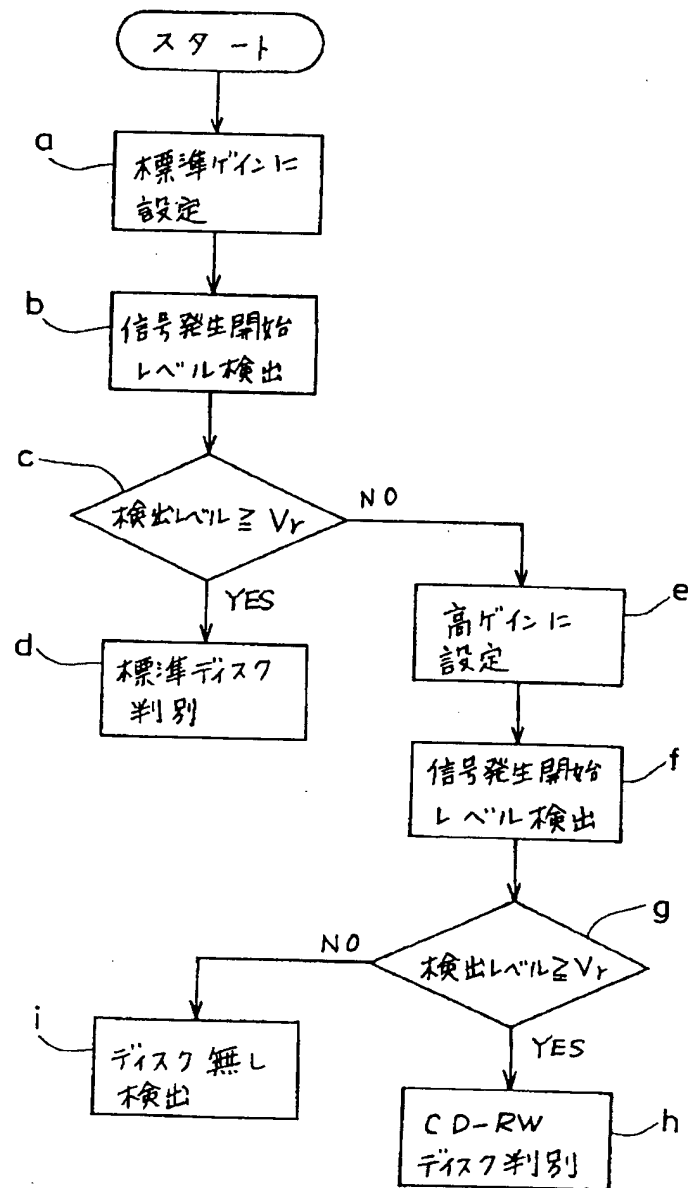 スタート
a
標準ゲインに
設定
b
信号発生開始
レベル検出
c
検出レベル ≧ Vr
NO
YES
d
標準ディスク
判別
e
高ゲインに
設定
f
信号発生開始
レベル検出
g
検出レベル≧Vr
NO
YES
i
ディスク無し
検出
h
CD-RW
ディスク判別